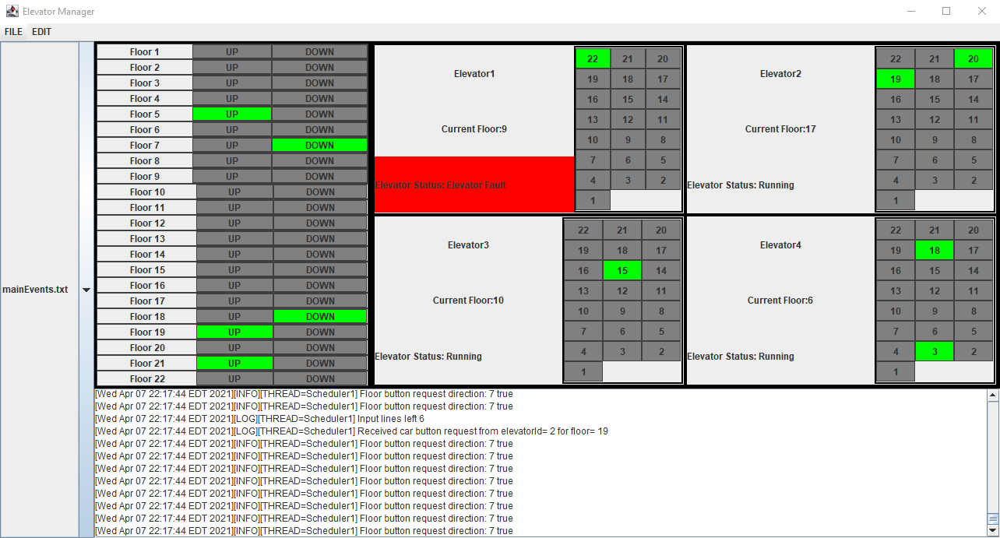 Elevator Manager
FILE EDIT
mainEvents.txt
Floor 1 UP DOWN
Floor 2 UP DOWN
Floor 3 UP DOWN
Floor 4 UP DOWN
Floor 5 UP DOWN
Floor 6 UP DOWN
Floor 7 UP DOWN
Floor 8 UP DOWN
Floor 9 UP DOWN
Floor 10 UP DOWN
Floor 11 UP DOWN
Floor 12 UP DOWN
Floor 13 UP DOWN
Floor 14 UP DOWN
Floor 15 UP DOWN
Floor 16 UP DOWN
Floor 17 UP DOWN
Floor 18 UP DOWN
Floor 19 UP DOWN
Floor 20 UP DOWN
Floor 21 UP DOWN
Floor 22 UP DOWN
Elevator1
Current Floor:9
Elevator Status: Elevator Fault
22 21 20
19 18 17
16 15 14
13 12 11
10 9 8
7 6 5
4 3 2
1
Elevator2
Current Floor:17
Elevator Status: Running
22 21 20
19 18 17
16 15 14
13 12 11
10 9 8
7 6 5
4 3 2
1
Elevator3
Current Floor:10
Elevator Status: Running
22 21 20
19 18 17
16 15 14
13 12 11
10 9 8
7 6 5
4 3 2
1
Elevator4
Current Floor:6
Elevator Status: Running
22 21 20
19 18 17
16 15 14
13 12 11
10 9 8
7 6 5
4 3 2
1
[Wed Apr 07 22:17:44 EDT 2021][INFO][THREAD=Scheduler1] Floor button request direction: 7 true
[Wed Apr 07 22:17:44 EDT 2021][INFO][THREAD=Scheduler1] Floor button request direction: 7 true
[Wed Apr 07 22:17:44 EDT 2021][LOG][THREAD=Scheduler1] Input lines left 6
[Wed Apr 07 22:17:44 EDT 2021][LOG][THREAD=Scheduler1] Received car button request from elevatorId= 2 for floor= 19
[Wed Apr 07 22:17:44 EDT 2021][INFO][THREAD=Scheduler1] Floor button request direction: 7 true
[Wed Apr 07 22:17:44 EDT 2021][INFO][THREAD=Scheduler1] Floor button request direction: 7 true
[Wed Apr 07 22:17:44 EDT 2021][INFO][THREAD=Scheduler1] Floor button request direction: 7 true
[Wed Apr 07 22:17:44 EDT 2021][INFO][THREAD=Scheduler1] Floor button request direction: 7 true
[Wed Apr 07 22:17:44 EDT 2021][INFO][THREAD=Scheduler1] Floor button request direction: 7 true
[Wed Apr 07 22:17:44 EDT 2021][INFO][THREAD=Scheduler1] Floor button request direction: 7 true
[Wed Apr 07 22:17:44 EDT 2021][INFO][THREAD=Scheduler1] Floor button request direction: 7 true
[Wed Apr 07 22:17:44 EDT 2021][INFO][THREAD=Scheduler1] Floor button request direction: 7 true